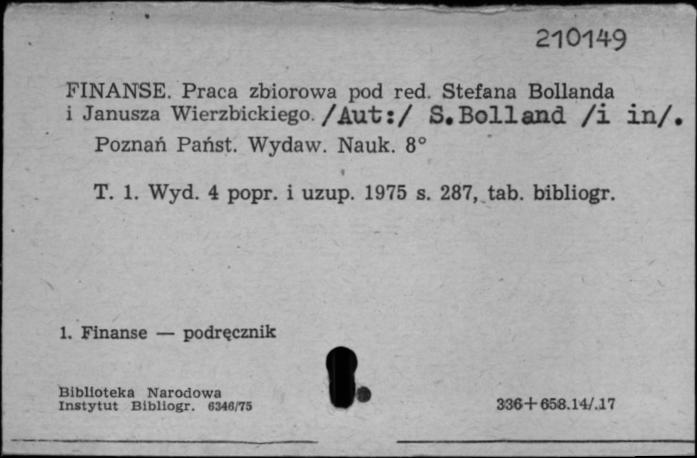 210149
FINANSE. Praca zbiorowa pod red. Stefana Bollanda
i Janusza Wierzbickiego. /Aut:/ S.Bolland /i in/.
Poznań Państ. Wydaw. Nauk. 8°
T. 1. Wyd. 4 popr. i uzup. 1975 s. 287, tab. bibliogr.
1. Finanse — podręcznik
Biblioteka Narodowa
Instytut Bibliogr. 6346/75
336+658.14/.17